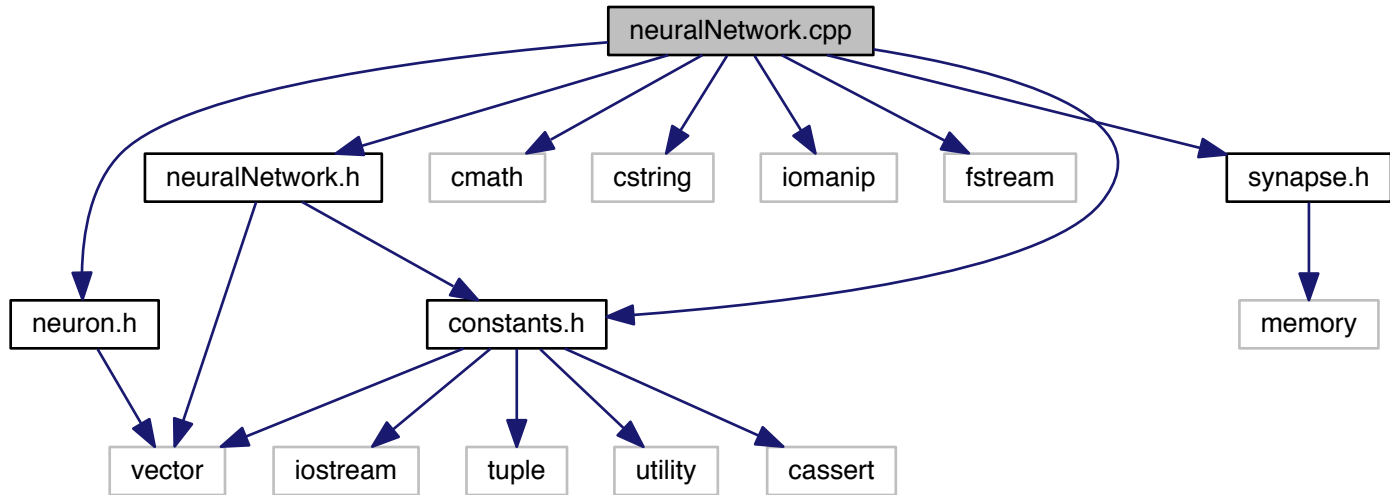 neuralNetwork.cpp
neuralNetwork.h
cmath
cstring
iomanip
fstream
synapse.h
neuron.h
constants.h
memory
vector
iostream
tuple
utility
cassert